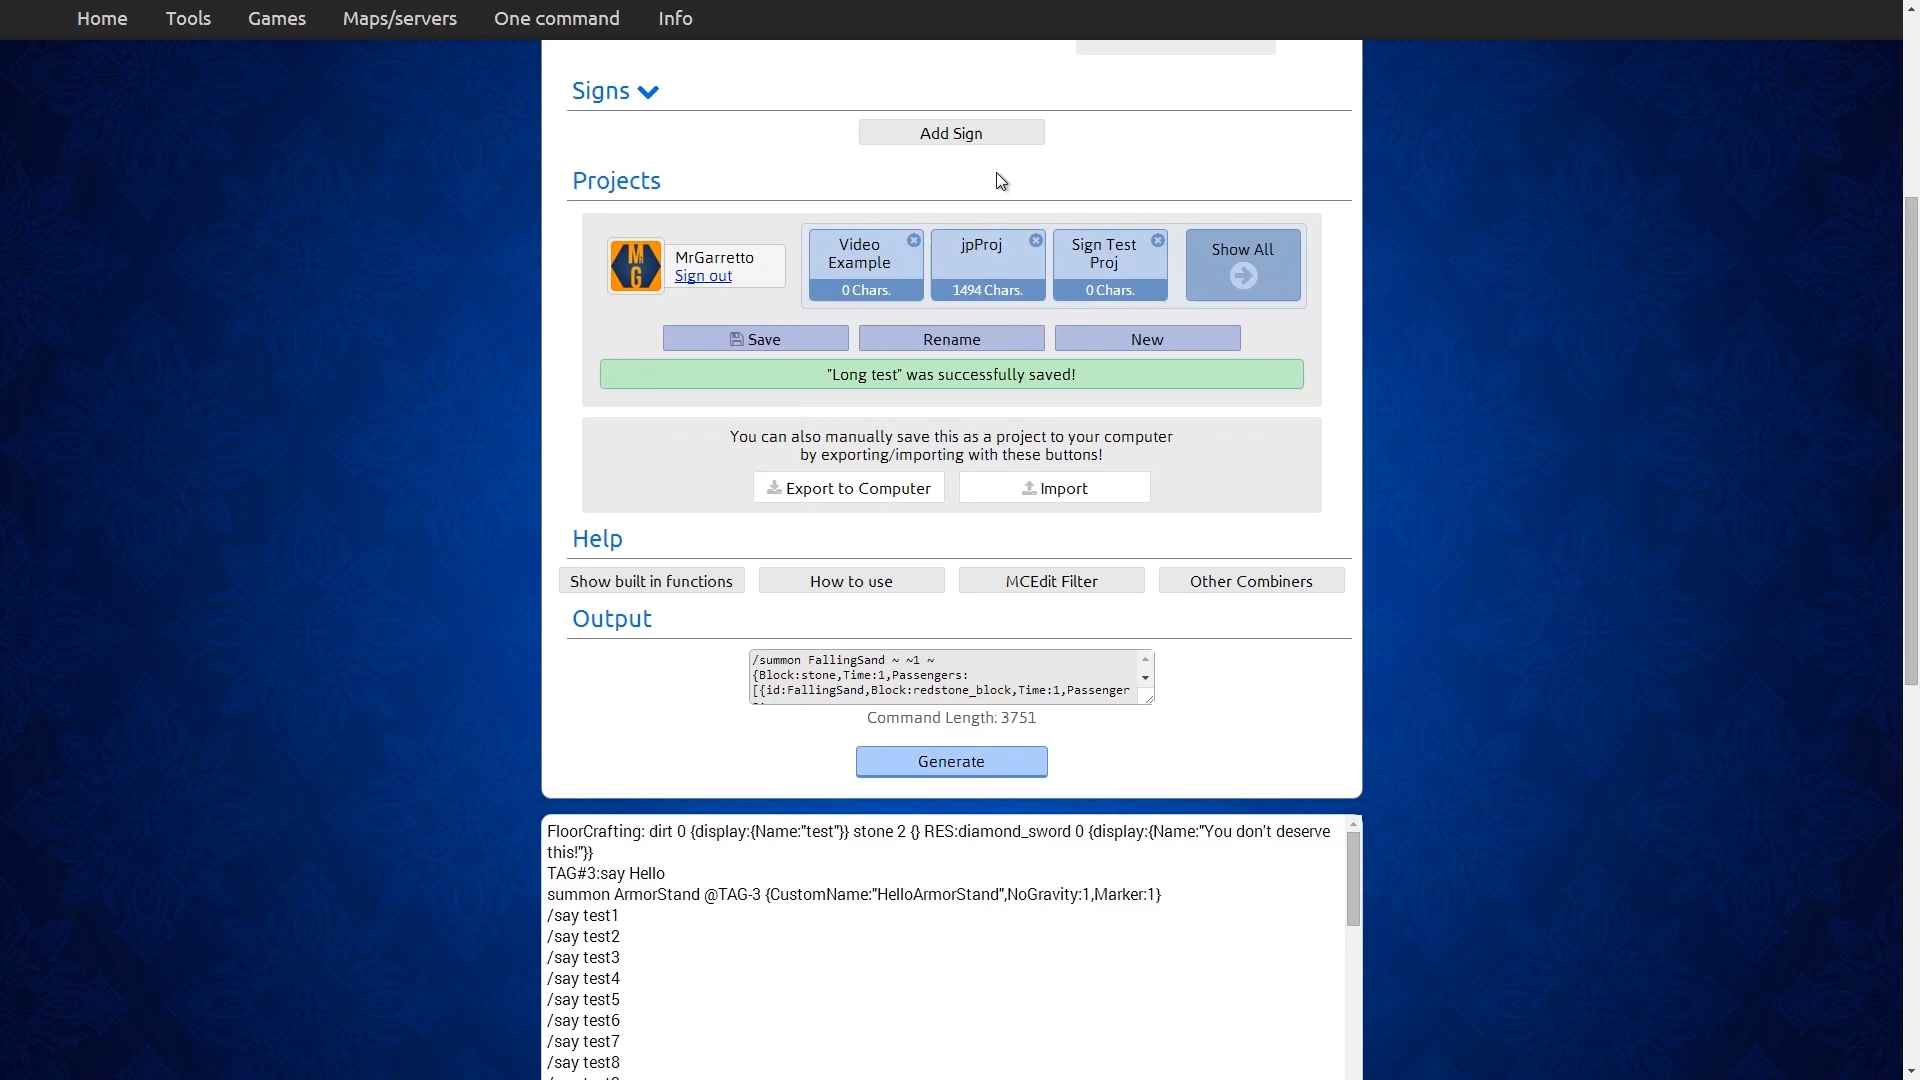 Home Tools Games Maps/servers One command Info
Signs
Add Sign
Projects
MG
MrGarretto
Sign out
Video
Example
0 Chars.
jpProj
1494 Chars.
Sign Test
Proj
0 Chars.
Show All
Save Rename New
"Long test" was successfully saved!
You can also manually save this as a project to your computer
by exporting/importing with these buttons!
Export to Computer Import
Help
Show built in functions How to use MCEdit Filter Other Combiners
Output
/summon FallingSand ~ ~1 ~
{Block:stone,Time:1,Passengers:
[{id:FallingSand,Block:redstone_block,Time:1,Passenger
Command Length: 3751
Generate
FloorCrafting: dirt 0 {display:{Name:"test"}} stone 2 {} RES:diamond_sword 0 {display:{Name:"You don't deserve
this!"}}
TAG#3:say Hello
summon ArmorStand @TAG-3 {CustomName:"HelloArmorStand",NoGravity:1,Marker:1}
/say test1
/say test2
/say test3
/say test4
/say test5
/say test6
/say test7
/say test8